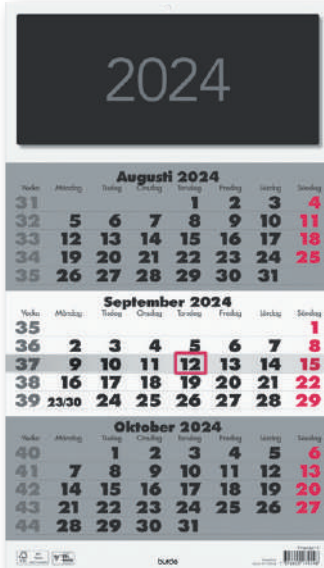 2024
Augusti 2024
Vecka Måndag Tisdag Onsdag Torsdag Fredag Lördag Söndag
31 1 2 3 4
32 5 6 7 8 9 10 11
33 12 13 14 15 16 17 18
34 19 20 21 22 23 24 25
35 26 27 28 29 30 31
September 2024
Vecka Måndag Tisdag Onsdag Torsdag Fredag Lördag Söndag
35 1
36 2 3 4 5 6 7 8
37 9 10 11 12 13 14 15
38 16 17 18 19 20 21 22
39 23/30 24 25 26 27 28 29
Oktober 2024
Vecka Måndag Tisdag Onsdag Torsdag Fredag Lördag Söndag
40 1 2 3 4 5 6
41 7 8 9 10 11 12 13
42 14 15 16 17 18 19 20
43 21 22 23 24 25 26 27
44 28 29 30 31
burde